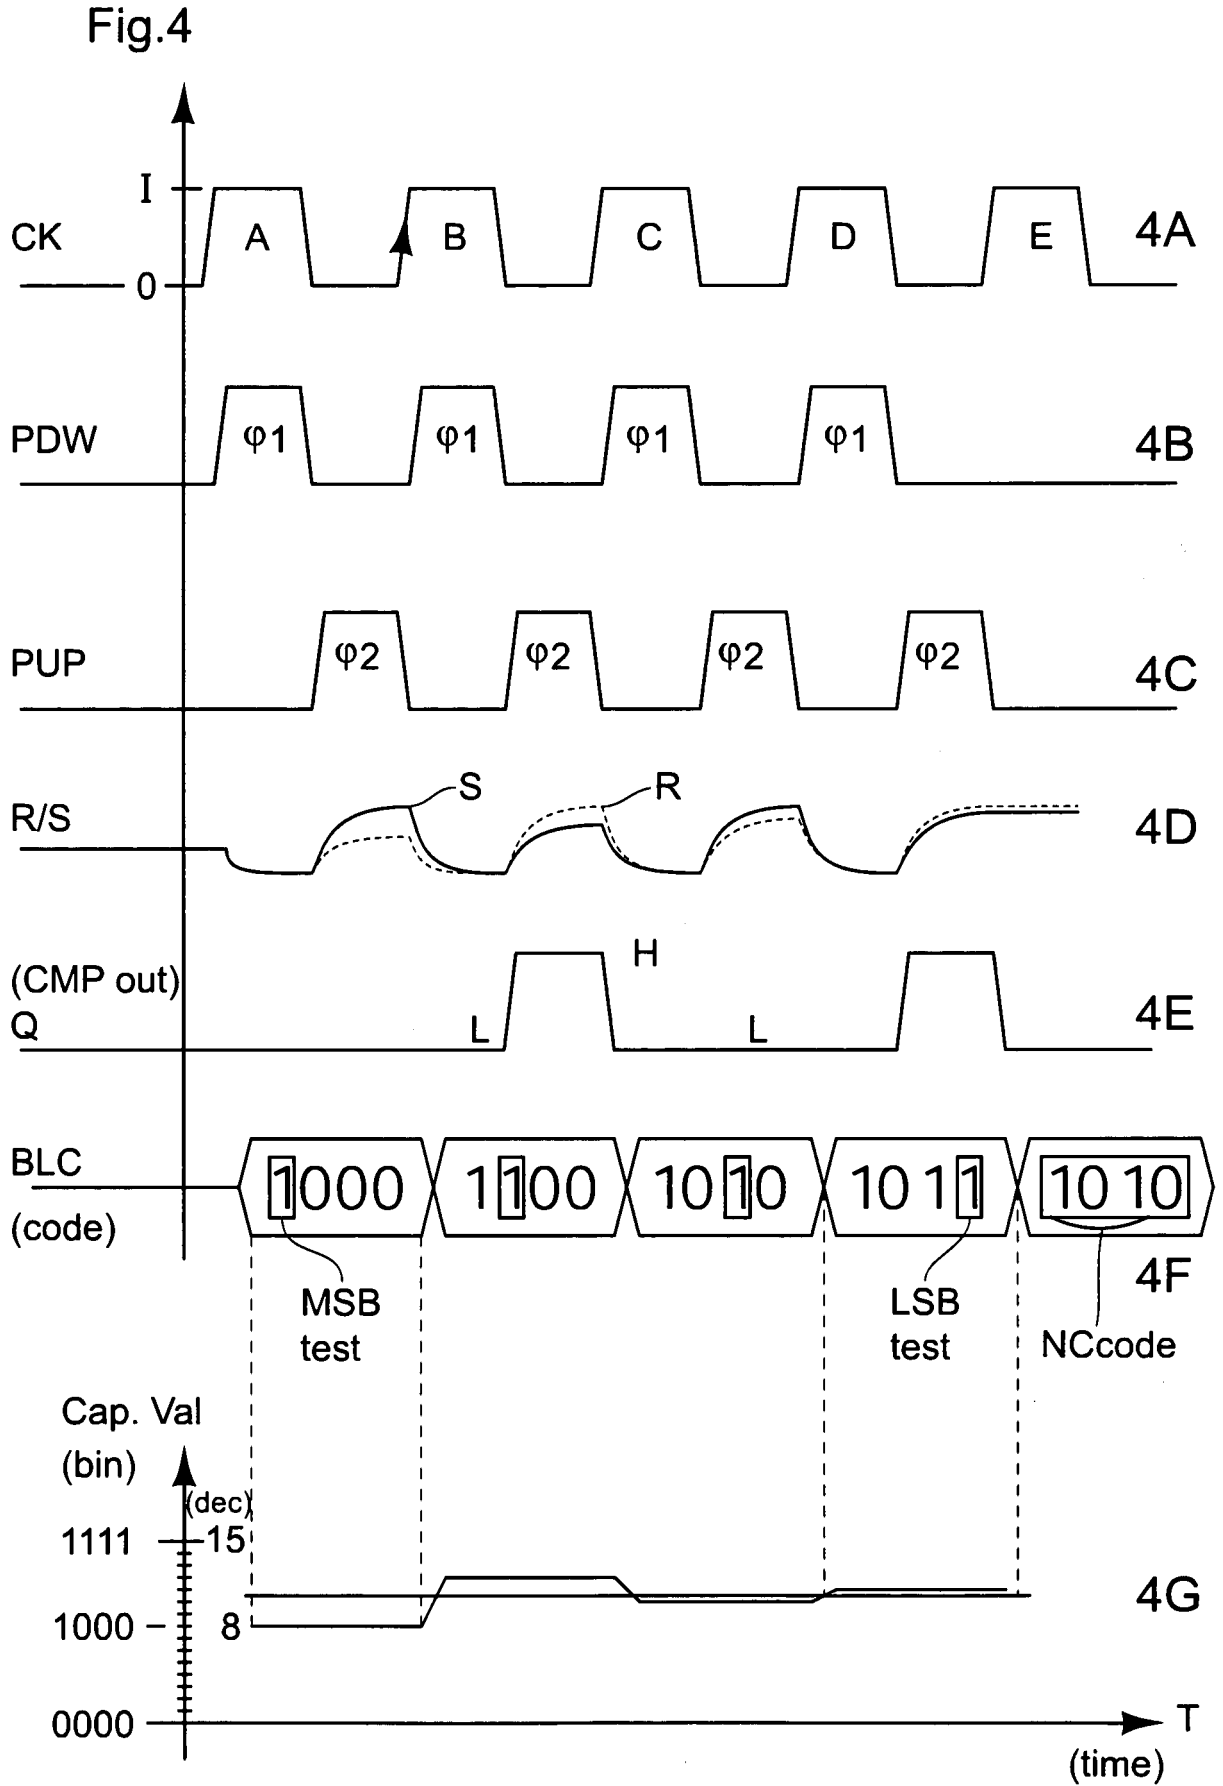 Fig.4
I
CK
A
B
C
D
E
4A
0
PDW
φ1
φ1
φ1
φ1
4B
PUP
φ2
φ2
φ2
φ2
4C
S
R
R/S
4D
(CMP out)
Q
L
H
L
4E
BLC
(code)
1000
1100
1010
1011
1010
4F
MSB
test
LSB
test
NCcode
Cap. Val
(bin)
(dec)
1111
15
4G
1000
8
0000
T
(time)